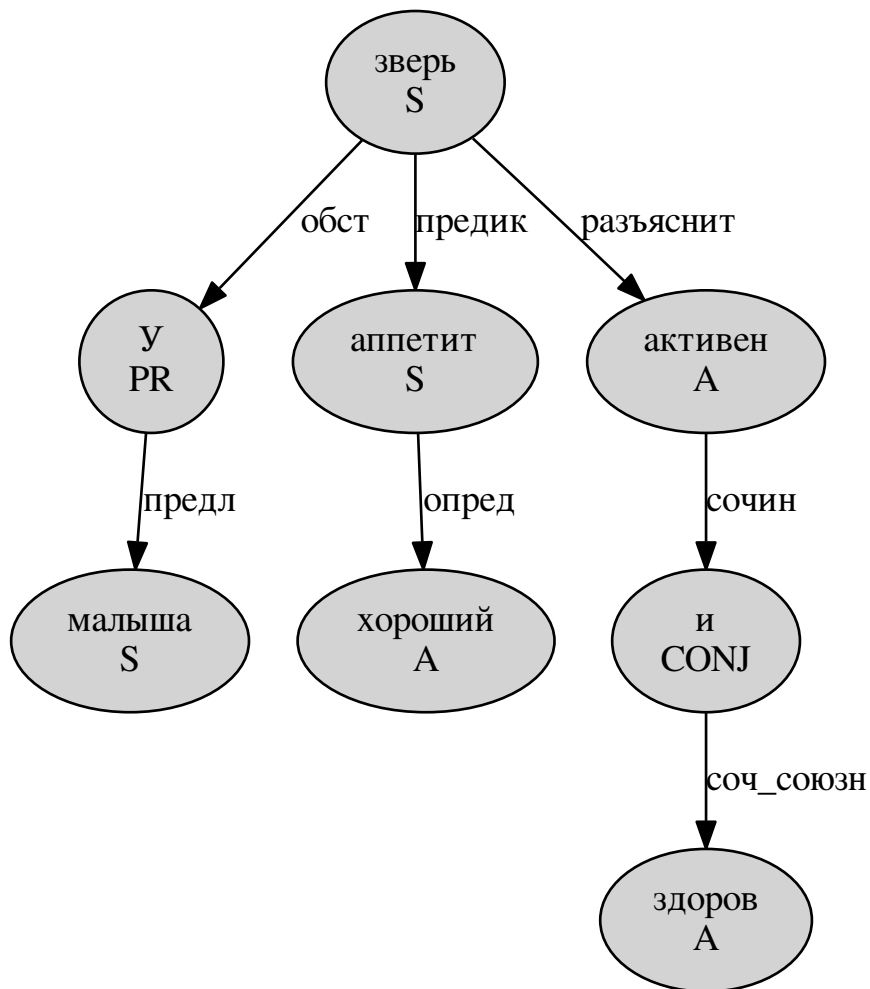 зверь
S
обст
предик
разъяснит
У
PR
аппетит
S
активен
A
предл
опред
сочин
малыша
S
хороший
A
и
CONJ
соч_союзн
здоров
A